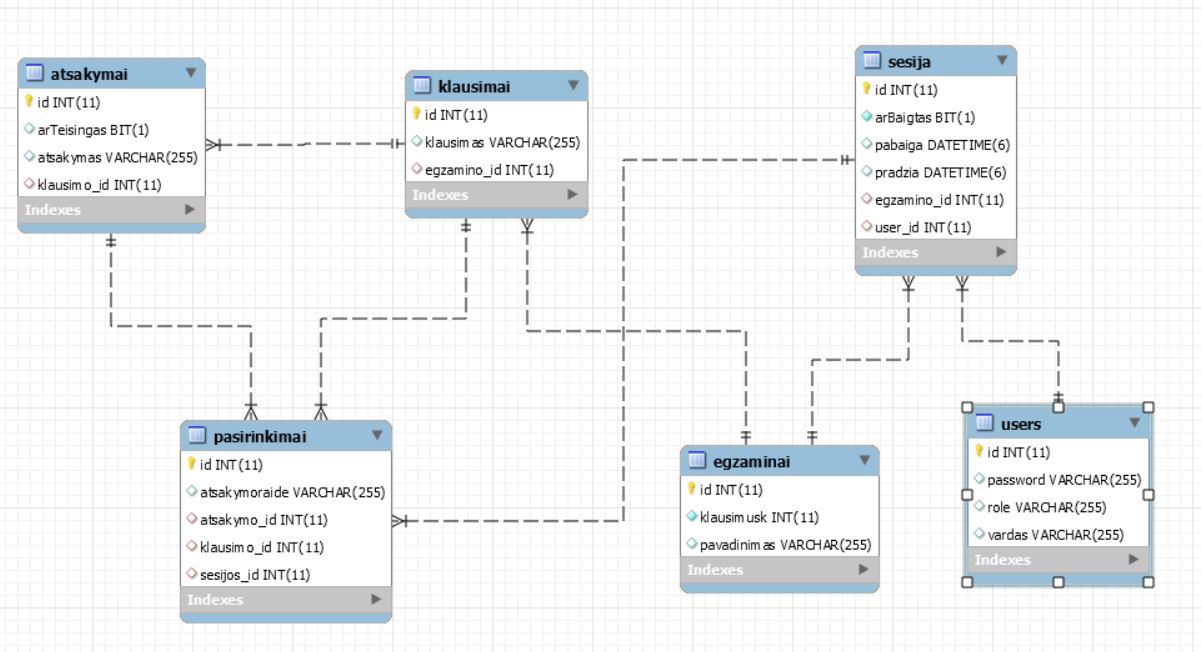 atsakymai
id INT(11)
arTeisingas BIT(1)
atsakymas VARCHAR(255)
klausimo_id INT(11)
Indexes
klausimai
id INT(11)
klausimas VARCHAR(255)
egzamino_id INT(11)
Indexes
sesija
id INT(11)
arBaigtas BIT(1)
pabaiga DATETIME(6)
pradzia DATETIME(6)
egzamino_id INT(11)
user_id INT(11)
Indexes
pasirinkimai
id INT(11)
atsakymoraide VARCHAR(255)
atsakymo_id INT(11)
klausimo_id INT(11)
sesijos_id INT(11)
Indexes
egzaminai
id INT(11)
klausimusk INT(11)
pavadinimas VARCHAR(255)
Indexes
users
id INT(11)
password VARCHAR(255)
role VARCHAR(255)
vardas VARCHAR(255)
Indexes